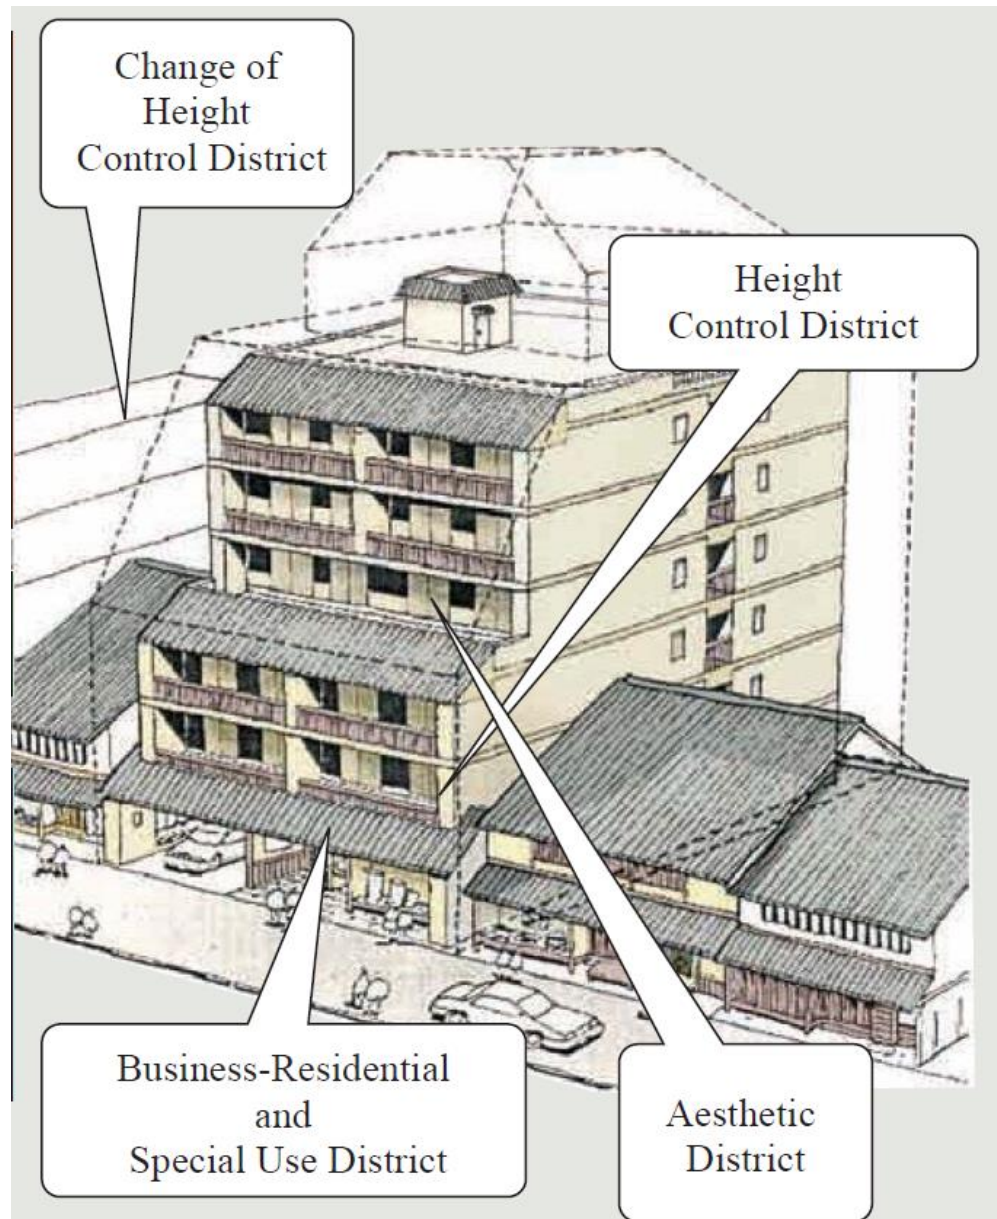 Change of
Height
Control District
Height
Control District
Business-Residential
and
Special Use District
Aesthetic
District